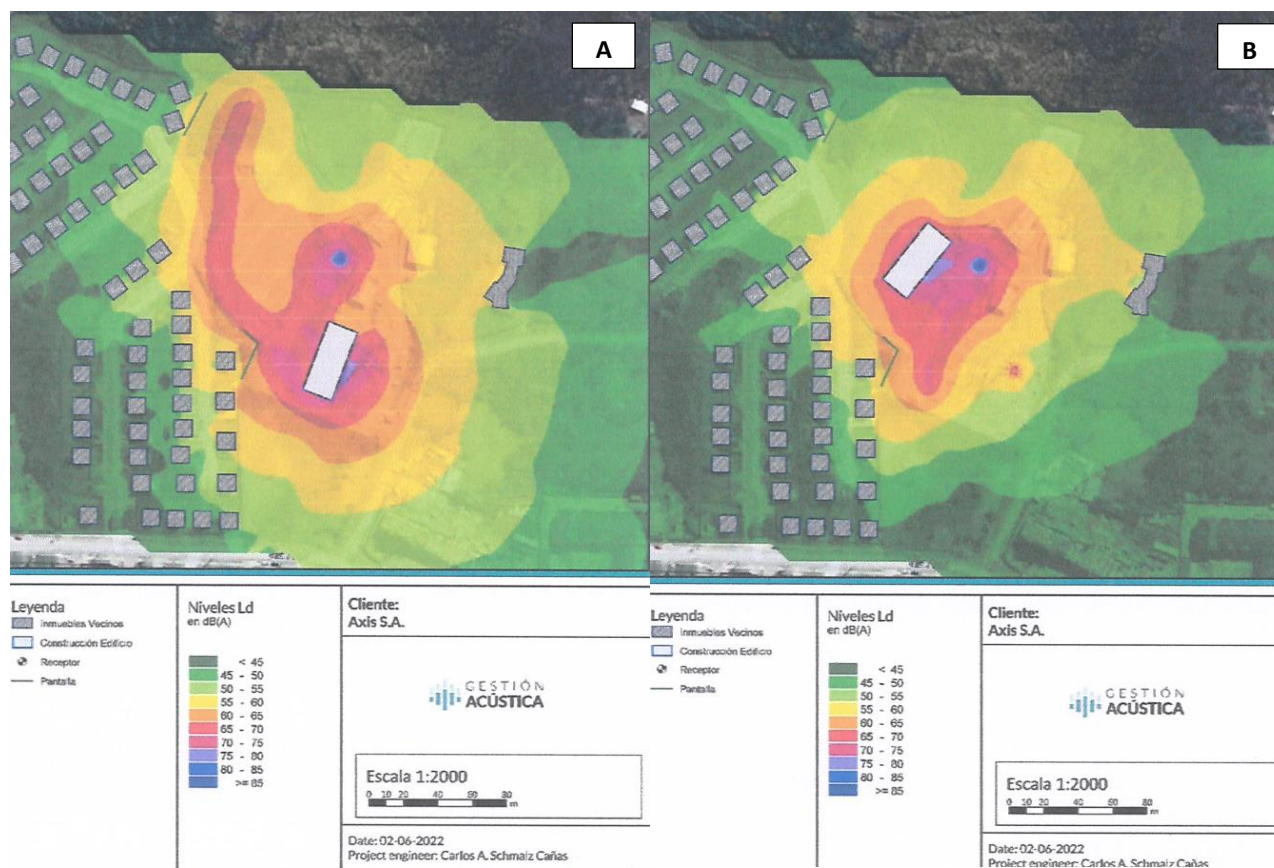 A
Leyenda
Inmuebles Vecinos
Construcción Edificio
Receptor
Pantalla
Niveles Ld
en dB(A)
< 45
45 - 50
50 - 55
55 - 60
60 - 65
65 - 70
70 - 75
75 - 80
80 - 85
>= 85
Cliente:
Axis S.A.
GESTIÓN
ACÚSTICA
Escala 1:2000
0 10 20 40 60 80
m
Date: 02-06-2022
Project engineer: Carlos A. Schmalz Cañas
B
Leyenda
Inmuebles Vecinos
Construcción Edificio
Receptor
Pantalla
Niveles Ld
en dB(A)
< 45
45 - 50
50 - 55
55 - 60
60 - 65
65 - 70
70 - 75
75 - 80
80 - 85
>= 85
Cliente:
Axis S.A.
GESTIÓN
ACÚSTICA
Escala 1:2000
0 10 20 40 60 80
m
Date: 02-06-2022
Project engineer: Carlos A. Schmalz Cañas